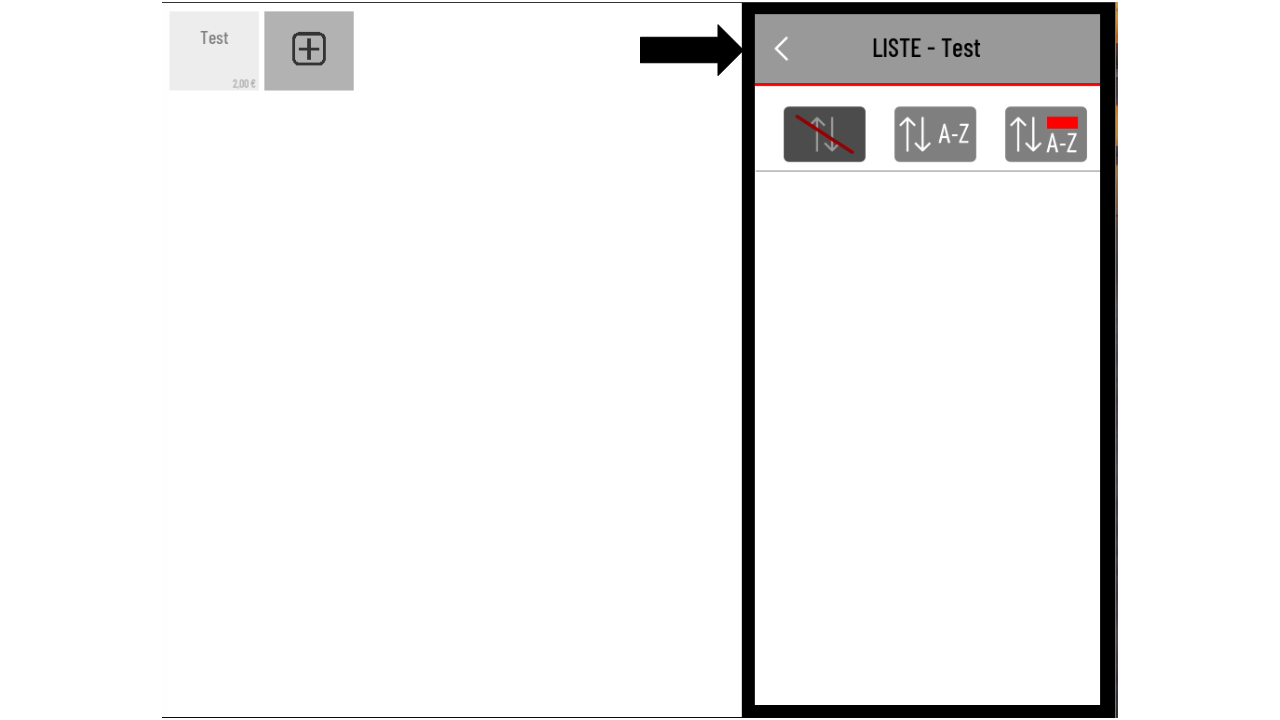 Test
2,00 €
LISTE - Test
A-Z
A-Z